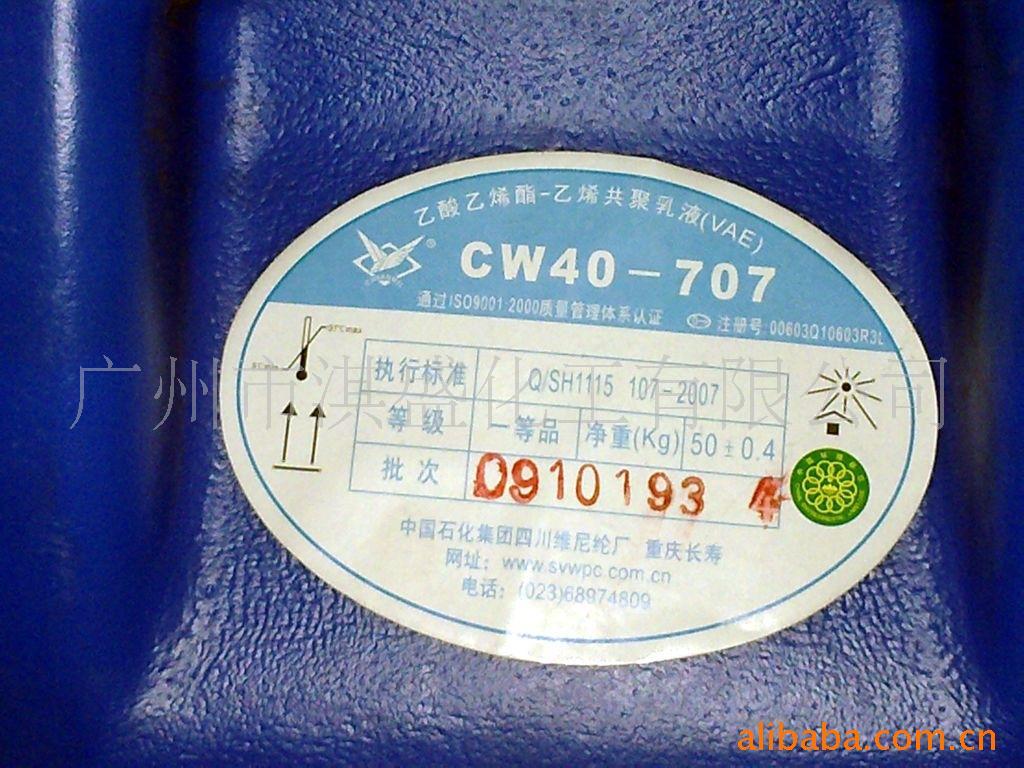 乙酸乙烯酯-乙烯共聚乳液(VAE)
CW40-707
通过ISO9001:2000质量管理体系认证 注册号:00603Q10603R3L
执行标准 Q/SH1115 107-2007
等级 一等品 净重(Kg) 50±0.4
批次 0910193 4
中国石化集团四川维尼纶厂 重庆长寿
网址：www.svwpc.com.cn
电话：(023)68974809
广州市淇盛化工有限公司
alibaba.com.cn